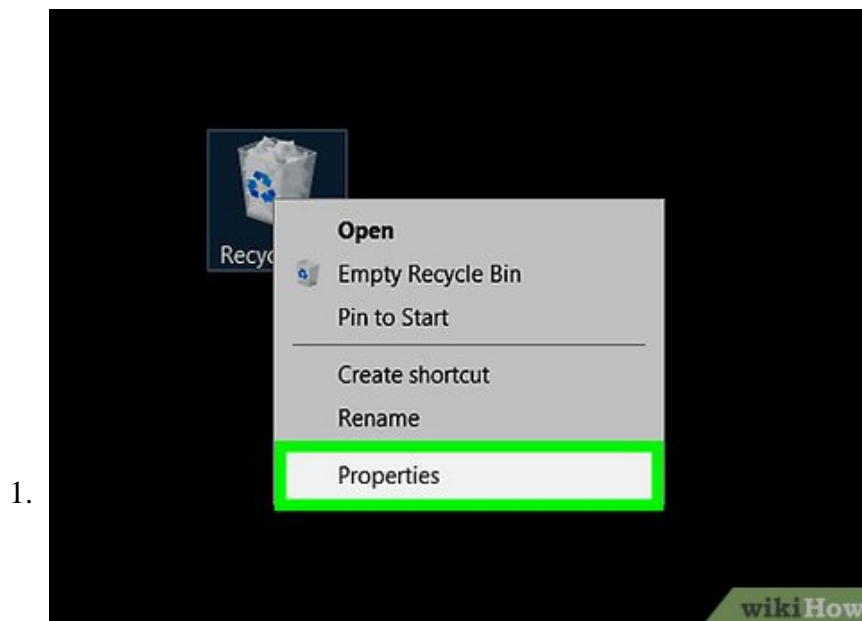 Recyc
Open
Empty Recycle Bin
Pin to Start
Create shortcut
Rename
Properties
1.
wikiHow